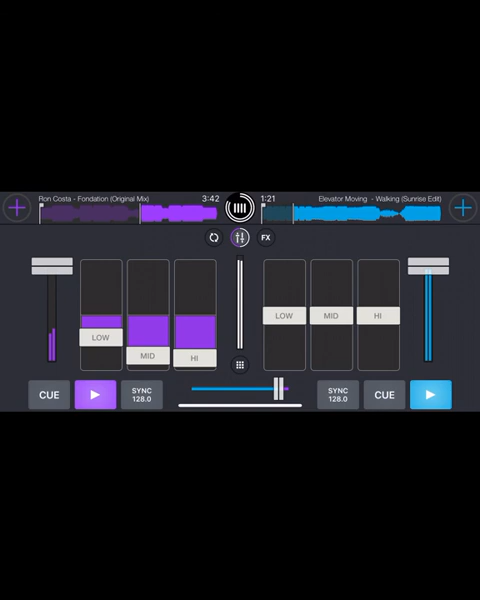 Ron Costa - Fondation (Original Mix)
3:42
1:21
Elevator Moving - Walking (Sunrise Edit)
FX
LOW
MID
HI
LOW
MID
HI
CUE
SYNC
128.0
SYNC
128.0
CUE